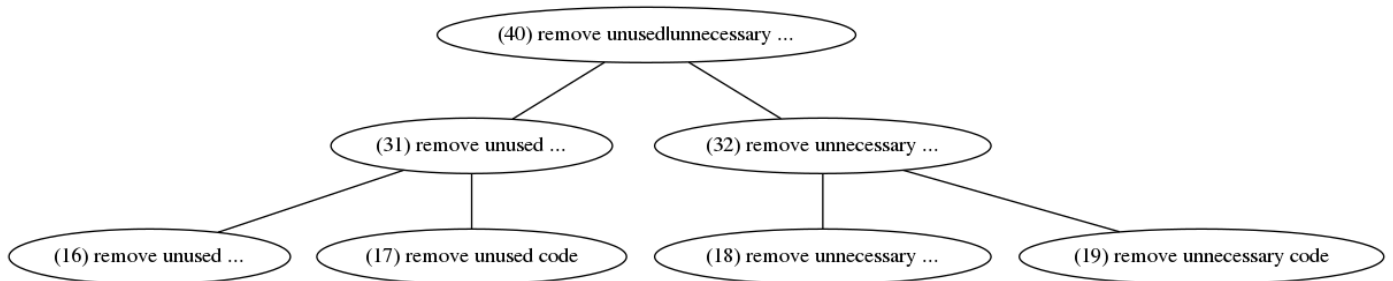 (40) remove unused|unnecessary ...
(31) remove unused ...
(32) remove unnecessary ...
(16) remove unused ...
(17) remove unused code
(18) remove unnecessary ...
(19) remove unnecessary code